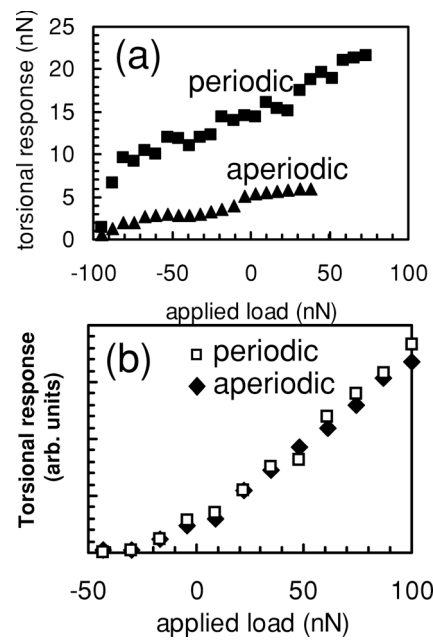 25
20
15
10
5
0
torsional response (nN)
(a)
periodic
aperiodic
-100 -50 0 50 100
applied load (nN)
(b)
periodic
aperiodic
Torsional response
(arb. units)
-50 0 50 100
applied load (nN)